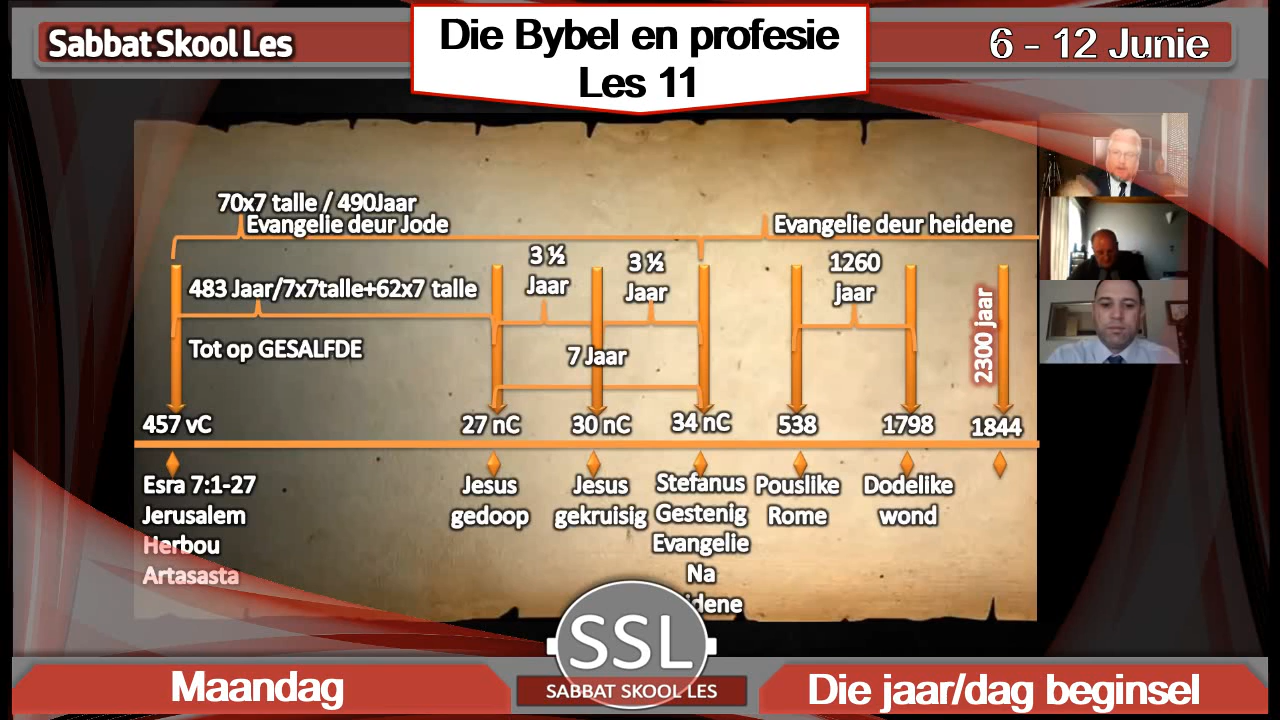 Sabbat Skool Les
Die Bybel en profesie
Les 11
6 - 12 Junie
70x7 talle / 490Jaar
Evangelie deur Jode
Evangelie deur heidene
3 ½
Jaar
3 ½
Jaar
1260
jaar
483 Jaar/7x7talle+62x7 talle
Tot op GESALFDE
7 Jaar
2300 jaar
457 vC
27 nC
30 nC
34 nC
538
1798
1844
Esra 7:1-27
Jerusalem
Herbou
Artasasta
Jesus
gedoop
Jesus
gekruisig
Stefanus
Gestenig
Evangelie
Na
Pouslike
Rome
Dodelike
wond
SSL
SABBAT SKOOL LES
Maandag
Die jaar/dag beginsel